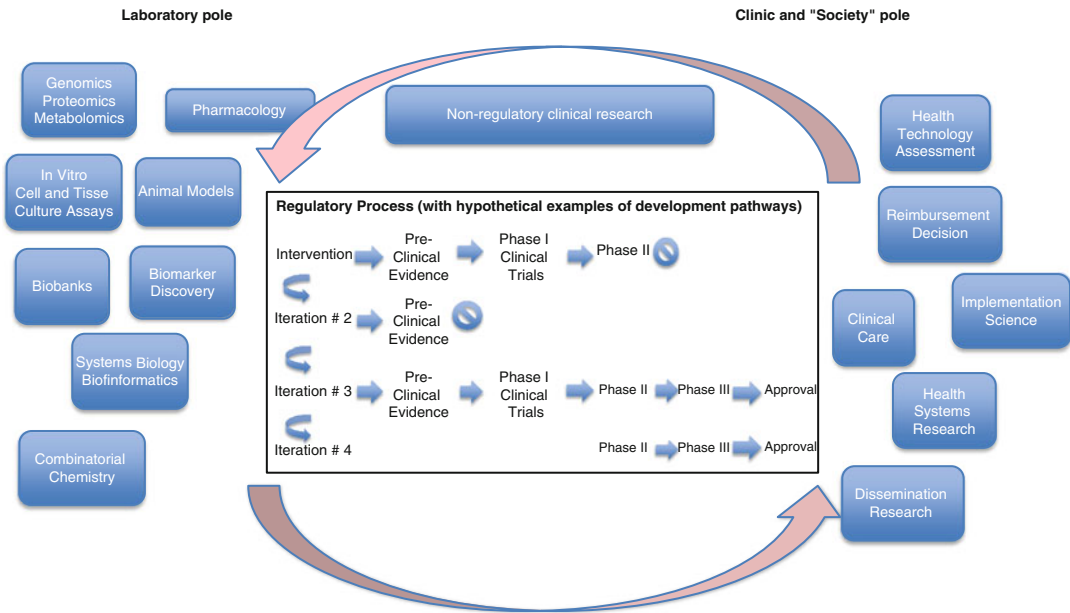 Laboratory pole
Clinic and "Society" pole
Genomics
Proteomics
Metabolomics
Pharmacology
Non-regulatory clinical research
Health
Technology
Assessment
In Vitro
Cell and Tisse
Culture Assays
Animal Models
Reimbursement
Decision
Biobanks
Biomarker
Discovery
Implementation
Science
Clinical
Care
Systems Biology
Biofinformatics
Health
Systems
Research
Combinatorial
Chemistry
Dissemination
Research
Regulatory Process (with hypothetical examples of development pathways)
Intervention
Pre-
Clinical
Evidence
Phase I
Clinical
Trials
Phase II
Iteration # 2
Pre-
Clinical
Evidence
Iteration # 3
Pre-
Clinical
Evidence
Phase I
Clinical
Trials
Phase II
Phase III
Approval
Iteration # 4
Phase II
Phase III
Approval